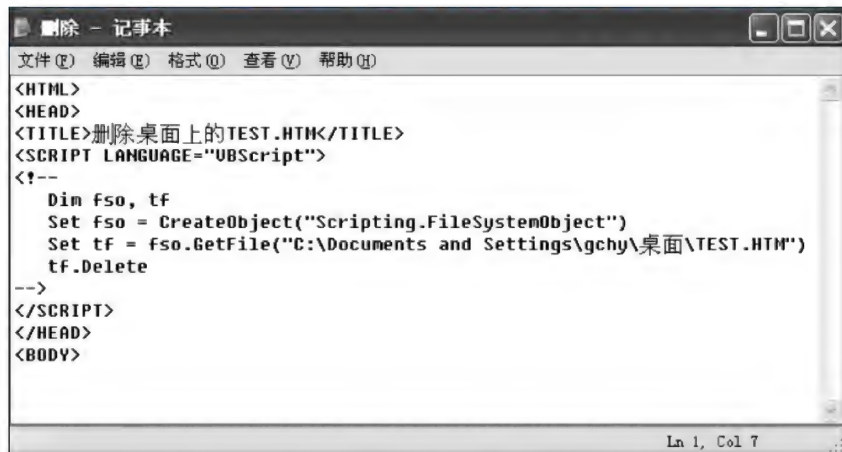 删除 - 记事本
文件(F) 编辑(E) 格式(O) 查看(V) 帮助(H)
<HTML>
<HEAD>
<TITLE>删除桌面上的TEST.HTM</TITLE>
<SCRIPT LANGUAGE="VBScript">
<!--
Dim fso, tf
Set fso = CreateObject("Scripting.FileSystemObject")
Set tf = fso.GetFile("C:\Documents and Settings\gchy\桌面\TEST.HTM")
tf.Delete
-->
</SCRIPT>
</HEAD>
<BODY>
Ln 1, Col 7